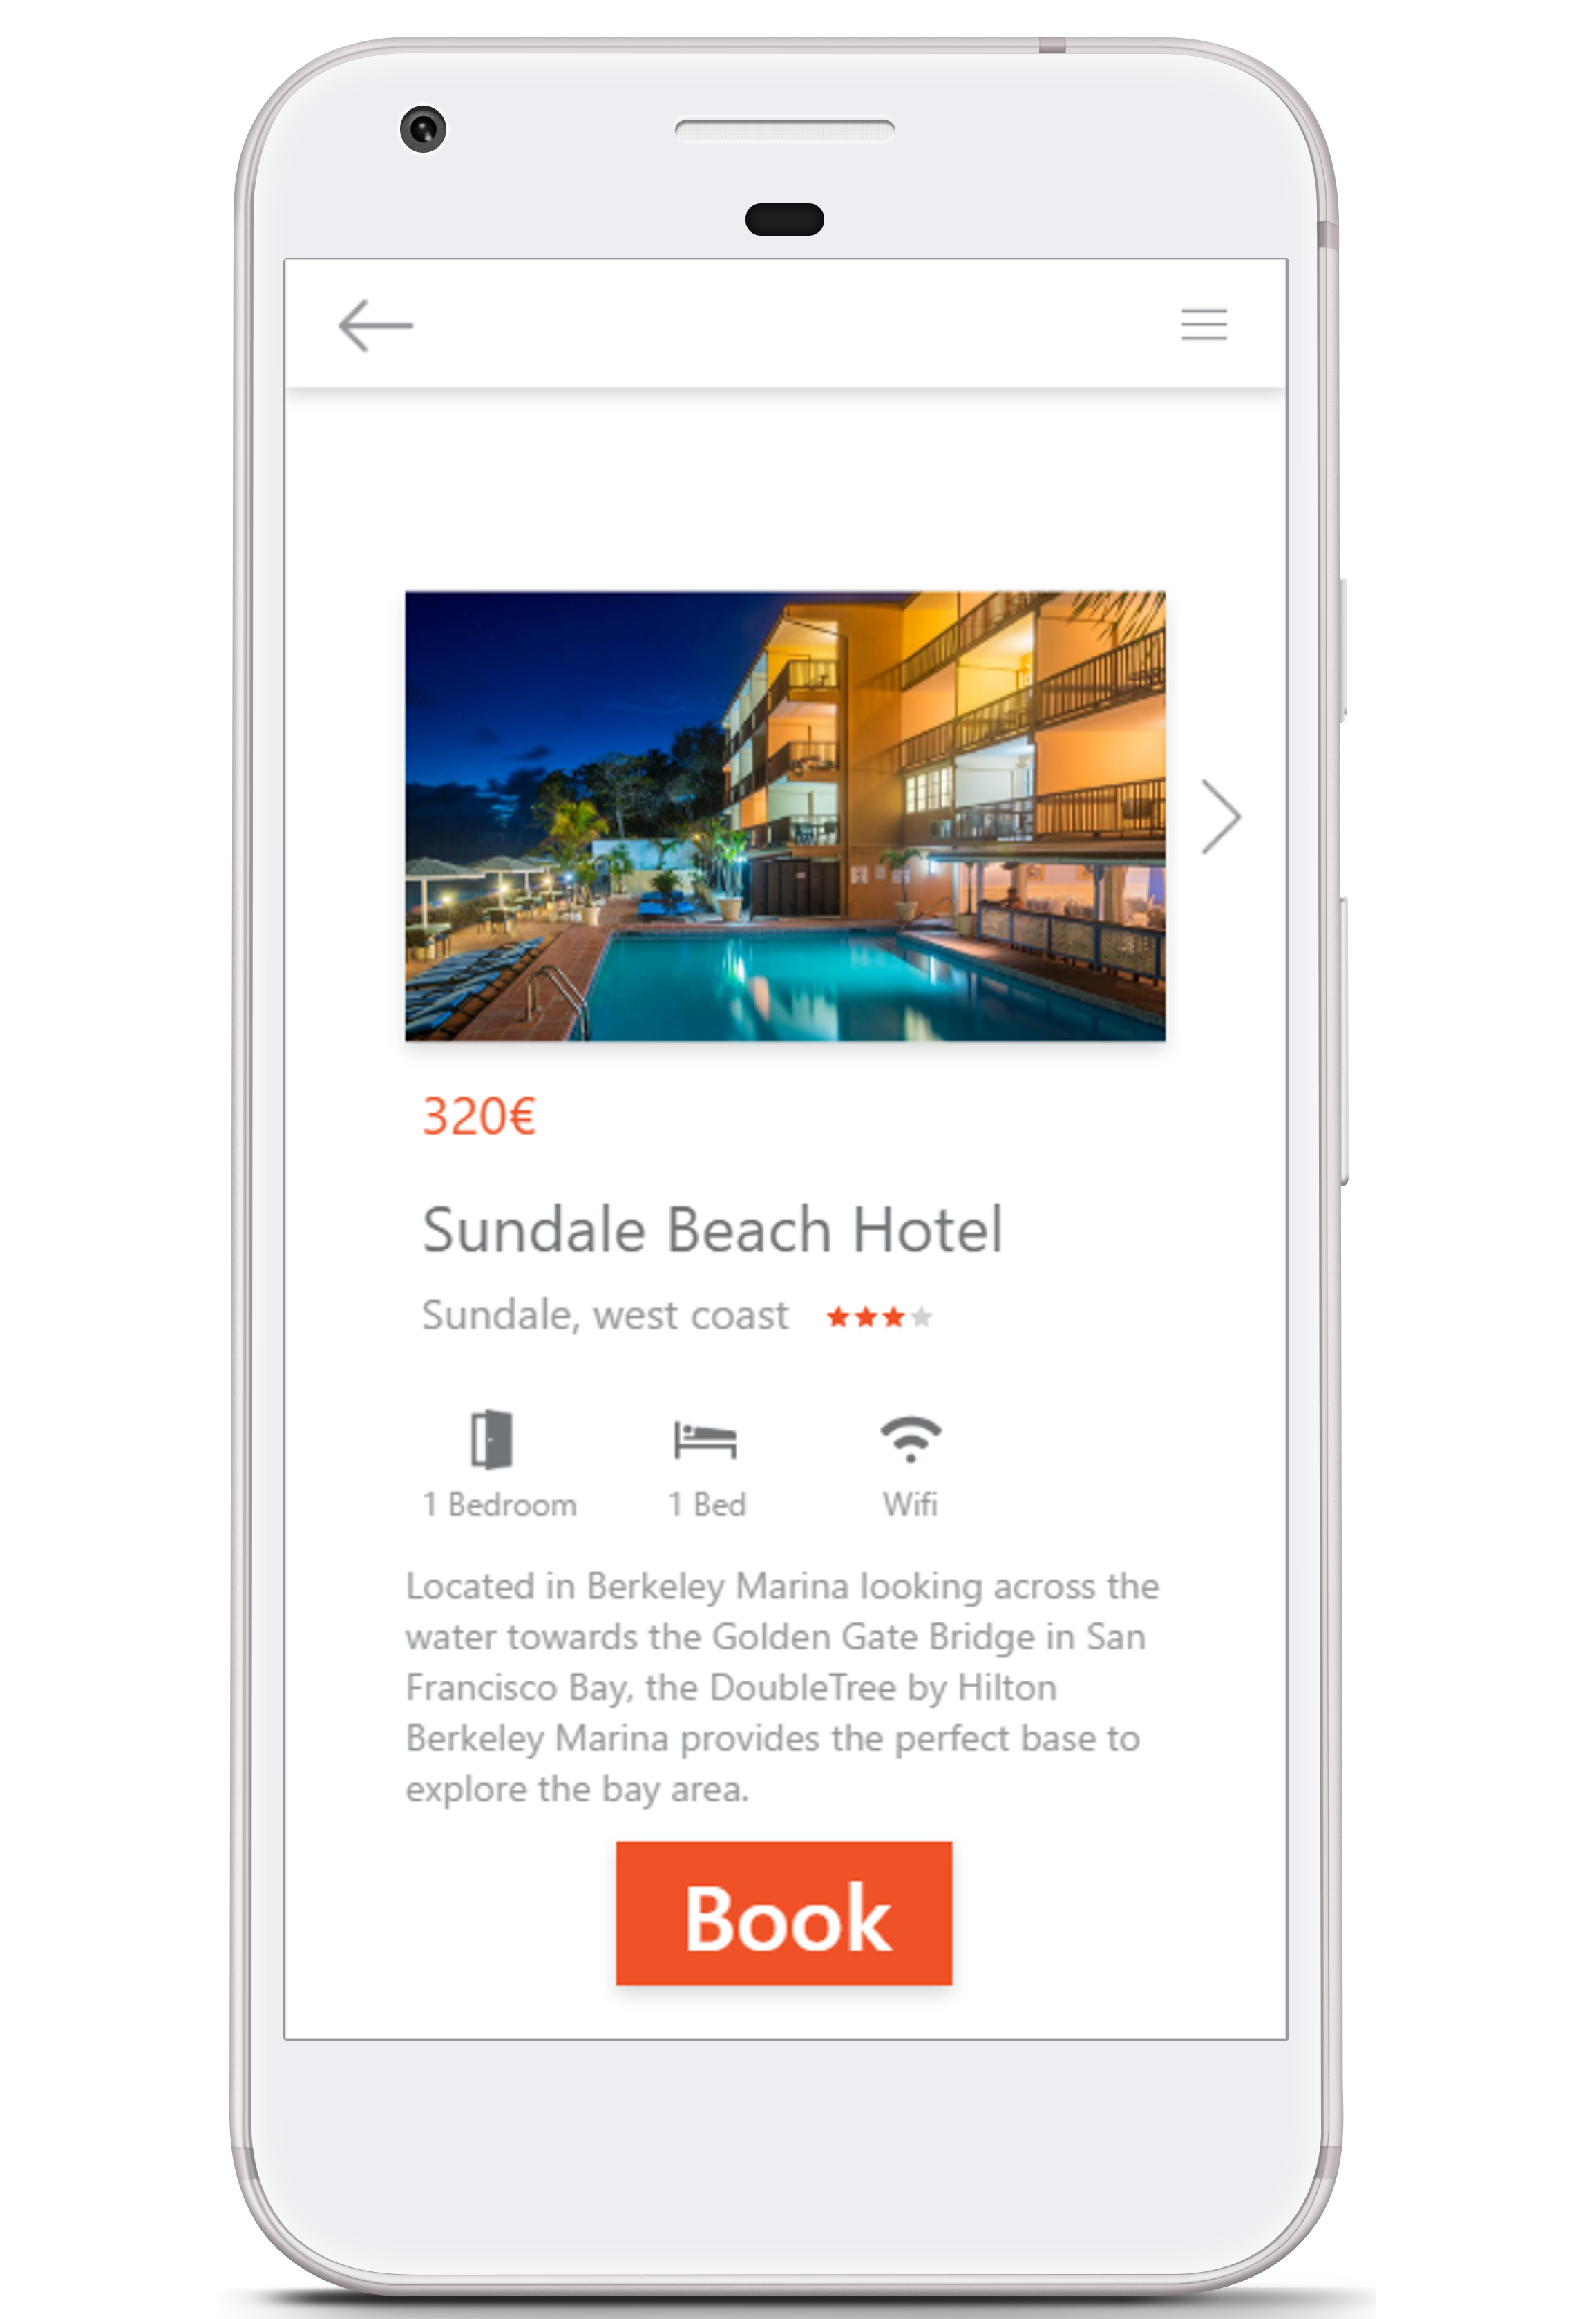 320€
Sundale Beach Hotel
Sundale, west coast
1 Bedroom 1 Bed Wifi
Located in Berkeley Marina looking across the
water towards the Golden Gate Bridge in San
Francisco Bay, the DoubleTree by Hilton
Berkeley Marina provides the perfect base to
explore the bay area.
Book